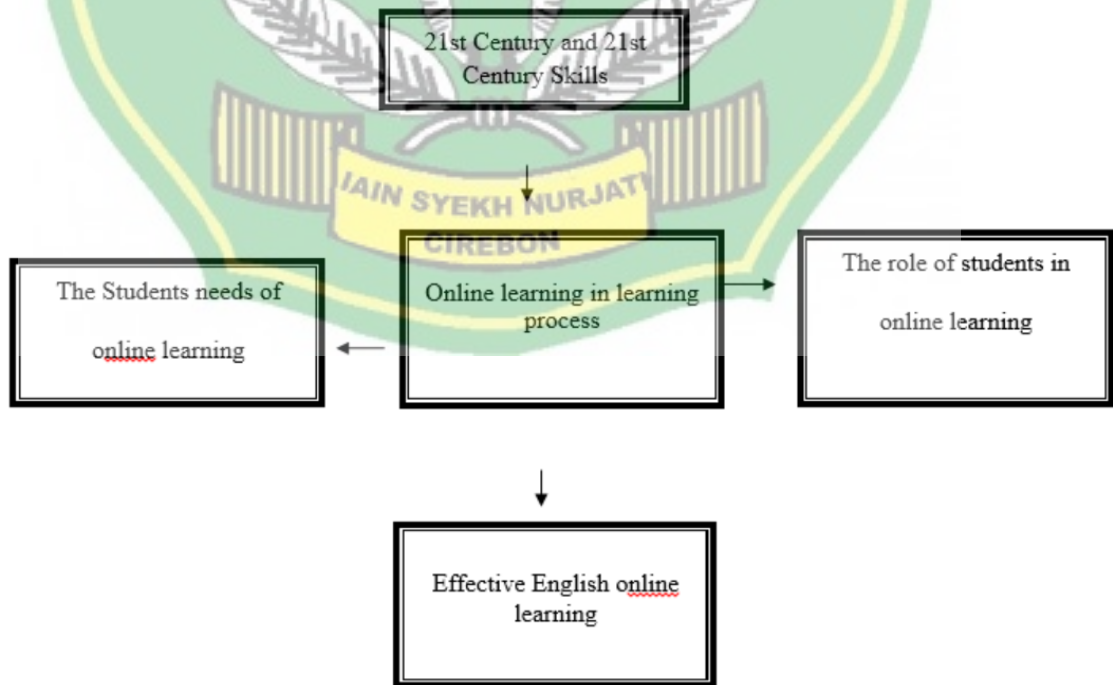 21st Century and 21st
Century Skills
IAIN SYEKH NURJATI
CIREBON
The Students needs of
online learning
Online learning in learning
process
The role of students in
online learning
Effective English online
learning